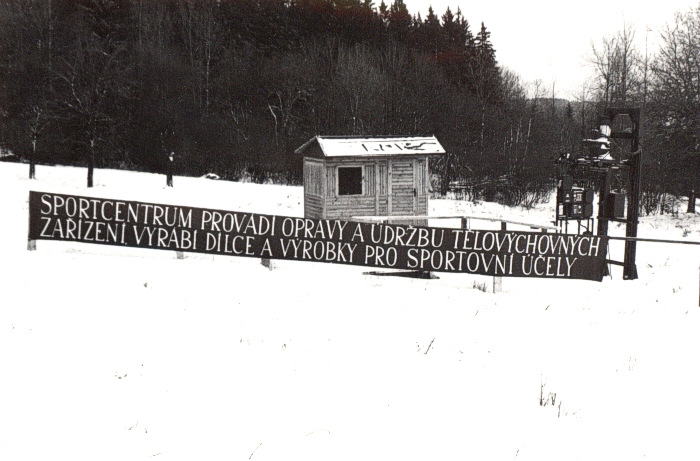 SPORTCENTRUM PROVÁDÍ OPRAVY A ÚDRŽBU TĚLOVÝCHOVNÝCH
ZAŘÍZENÍ, VYRÁBÍ DÍLCE A VÝROBKY PRO SPORTOVNÍ ÚČELY